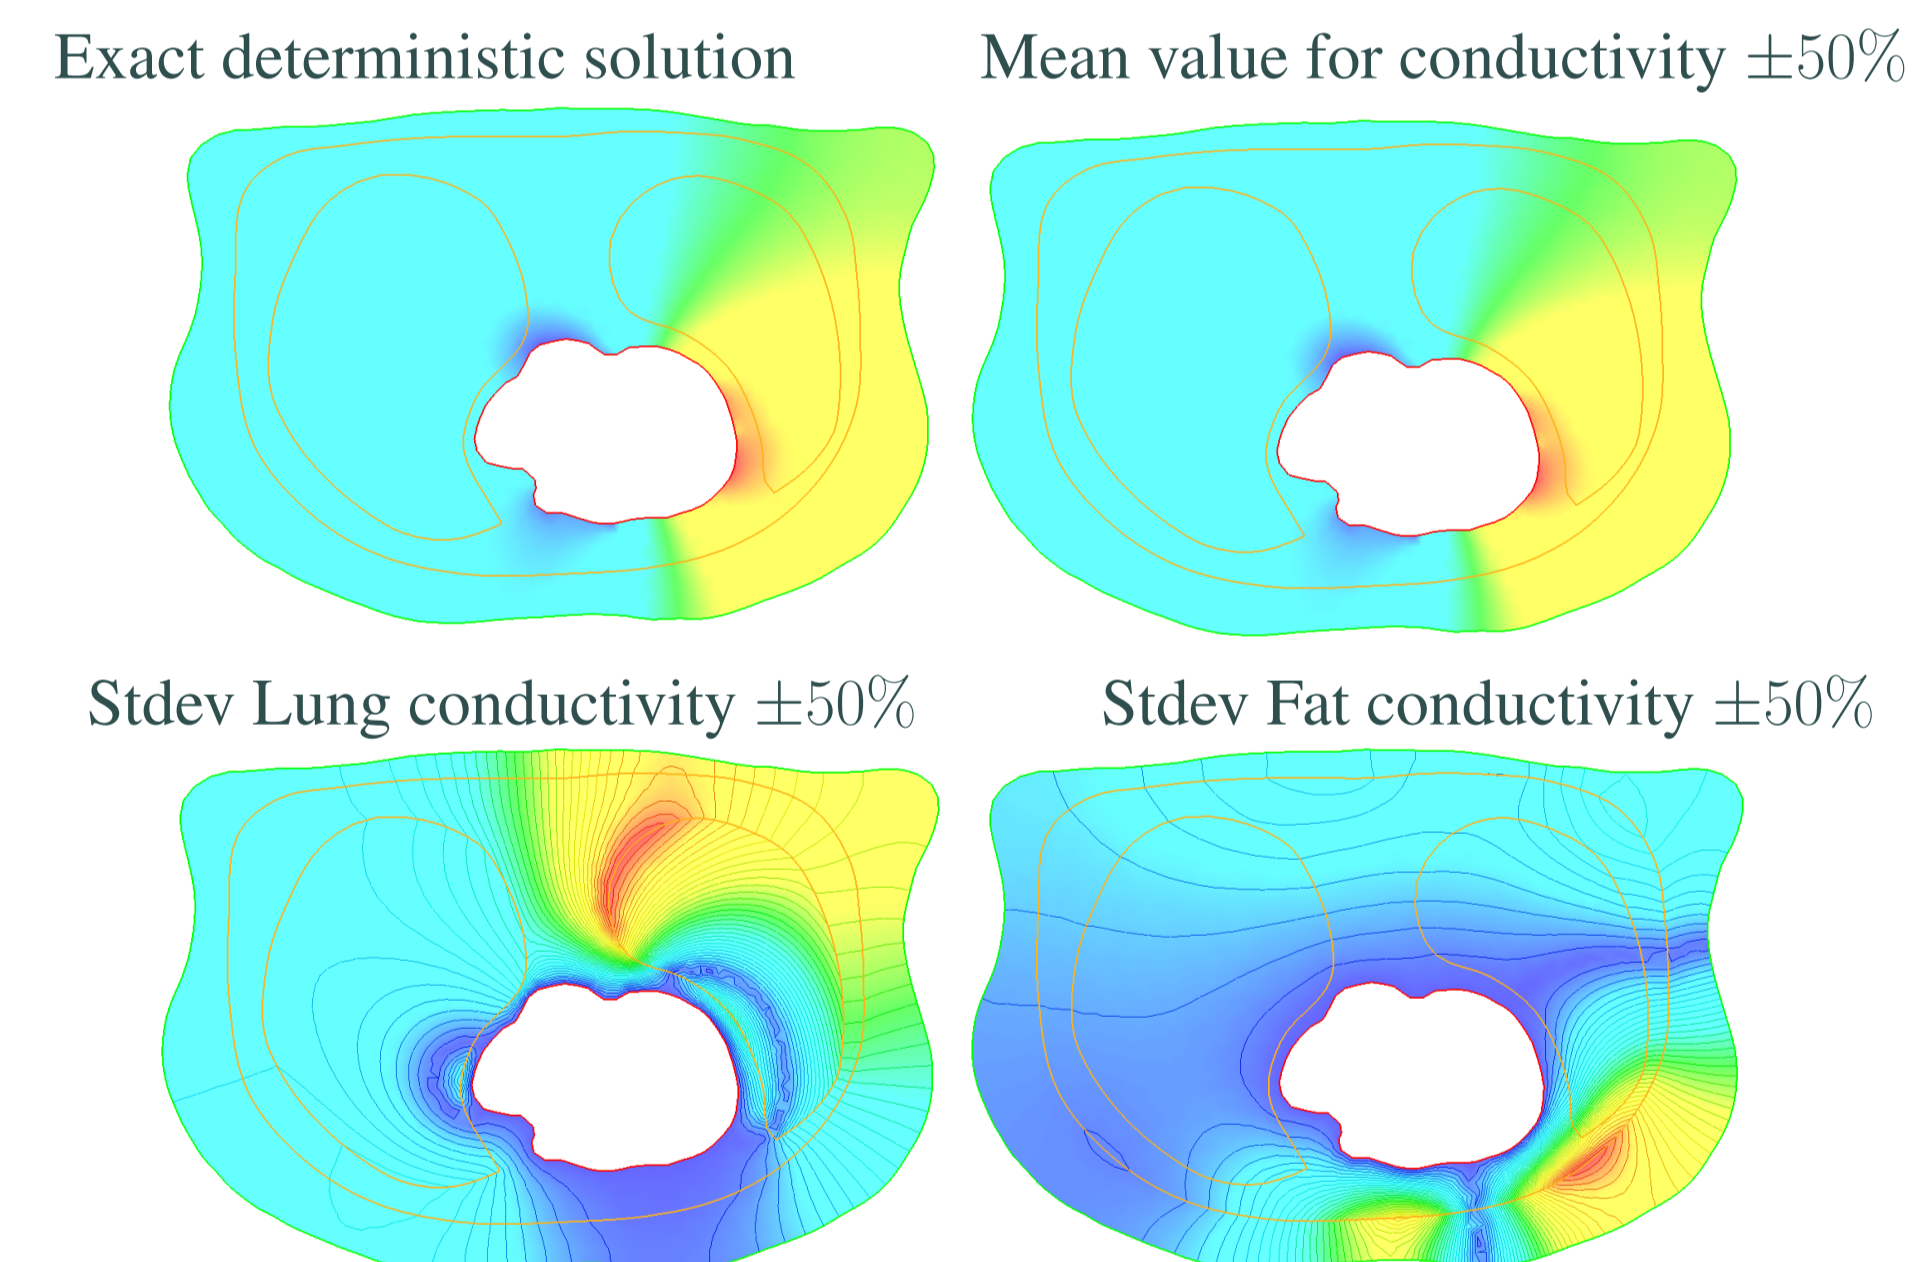 Exact deterministic solution
Mean value for conductivity ±50%
Stdev Lung conductivity ±50%
Stdev Fat conductivity ±50%